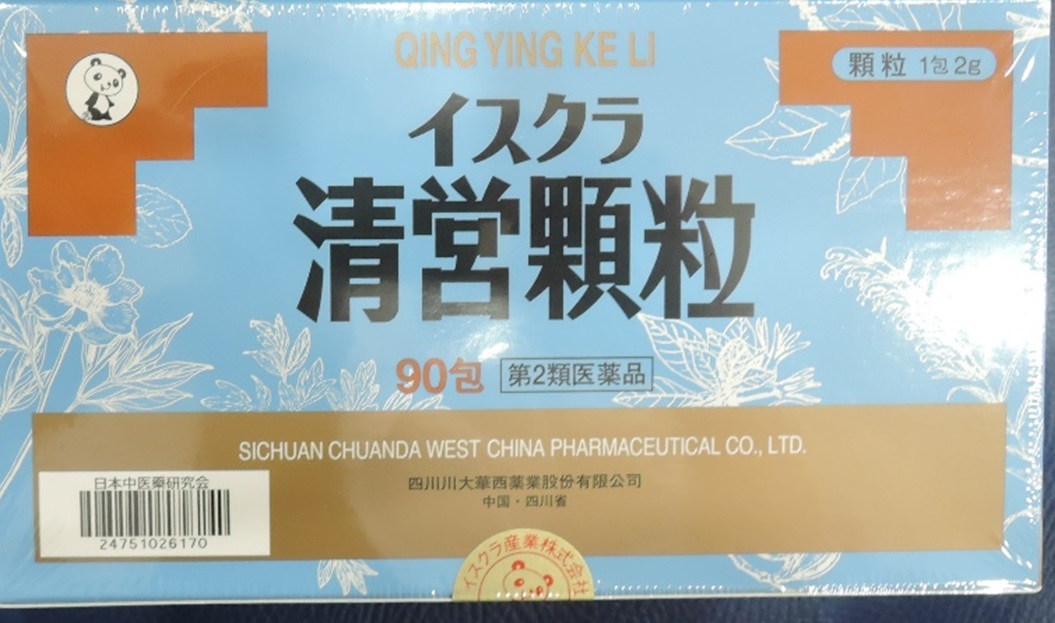 QING YING KE LI
顆粒 1包2g
イスクラ
清営顆粒
90包 第2類医薬品
SICHUAN CHUANDA WEST CHINA PHARMACEUTICAL CO., LTD.
四川川大華西薬業股份有限公司
中国・四川省
日本中医薬研究会
24751026170
イスクラ産業株式会社